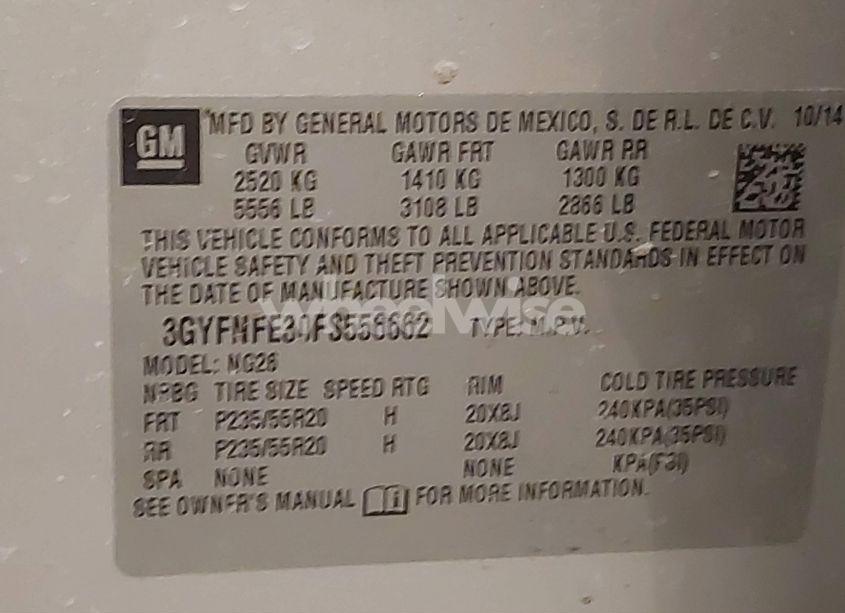 GM
MFD BY GENERAL MOTORS DE MEXICO, S. DE R.L. DE C.V. 10/14
GVWR GAWR FRT GAWR RR
2520 KG 1410 KG 1300 KG
5556 LB 3108 LB 2866 LB
THIS VEHICLE CONFORMS TO ALL APPLICABLE U.S. FEDERAL MOTOR
VEHICLE SAFETY AND THEFT PREVENTION STANDARDS IN EFFECT ON
THE DATE OF MANUFACTURE SHOWN ABOVE.
TYPE: M.P.V.
MODEL: NG26
TIRE SIZE SPEED RTG RIM COLD TIRE PRESSURE
FRT P235/55R20 H 20X8J 240KPA(35PSI)
RR P235/55R20 H 20X8J 240KPA(35PSI)
SPA NONE NONE
SEE OWNER'S MANUAL FOR MORE INFORMATION.